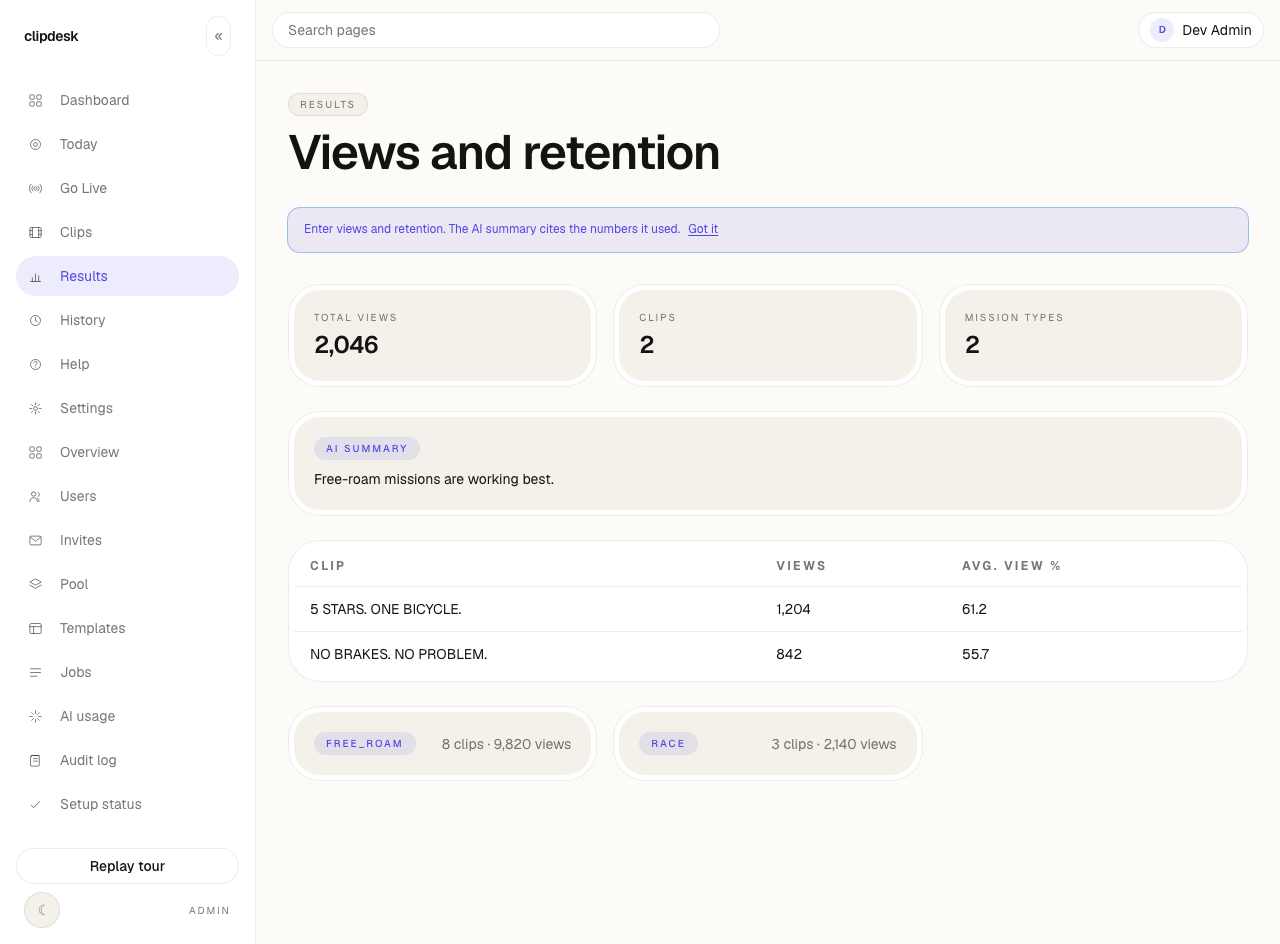 clipdesk
«
Search pages
D Dev Admin
Dashboard
Today
Go Live
Clips
Results
History
Help
Settings
Overview
Users
Invites
Pool
Templates
Jobs
AI usage
Audit log
Setup status
Replay tour
ADMIN
RESULTS
Views and retention
Enter views and retention. The AI summary cites the numbers it used. Got it
TOTAL VIEWS
2,046
CLIPS
2
MISSION TYPES
2
AI SUMMARY
Free-roam missions are working best.
CLIP VIEWS AVG. VIEW %
5 STARS. ONE BICYCLE. 1,204 61.2
NO BRAKES. NO PROBLEM. 842 55.7
FREE_ROAM 8 clips · 9,820 views
RACE 3 clips · 2,140 views